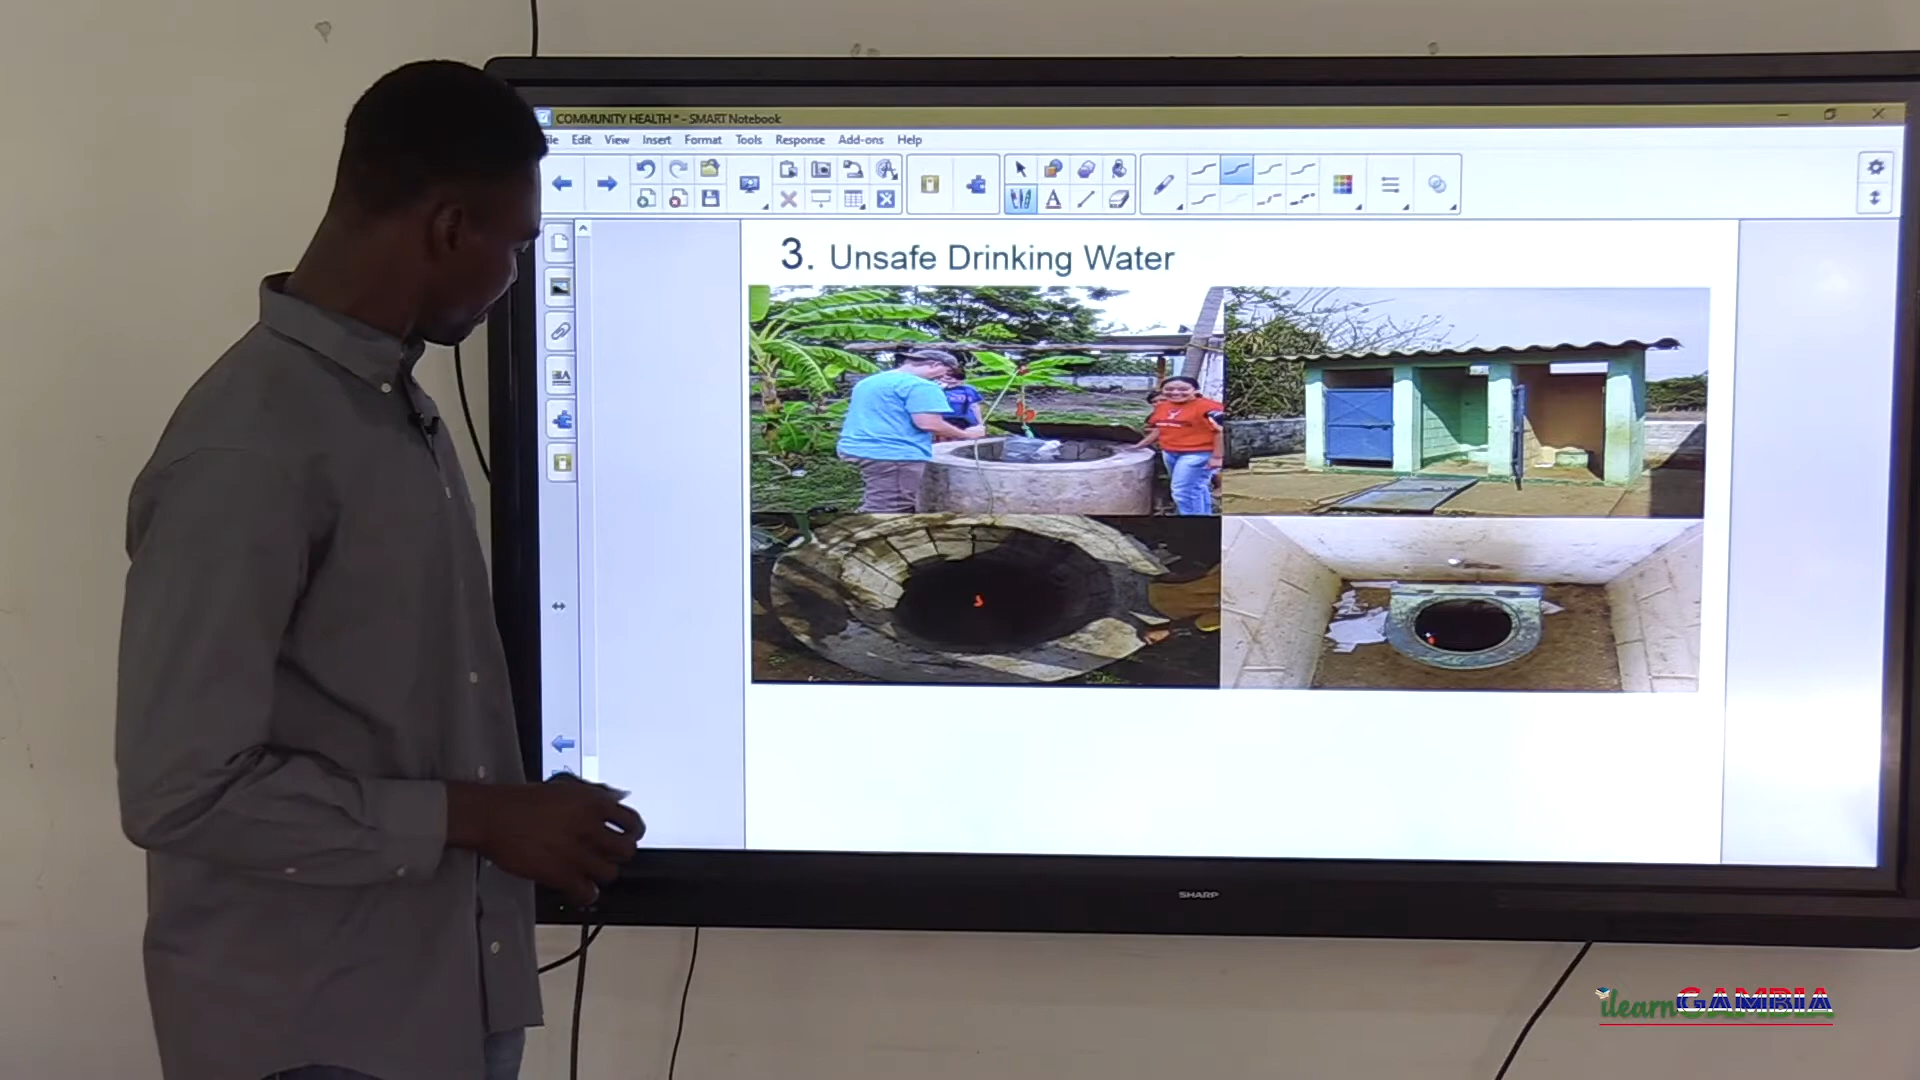 COMMUNITY HEALTH * - SMART Notebook
Edit View Insert Format Tools Response Add-ons Help
3. Unsafe Drinking Water
SHARP
ilearnGAMBIA